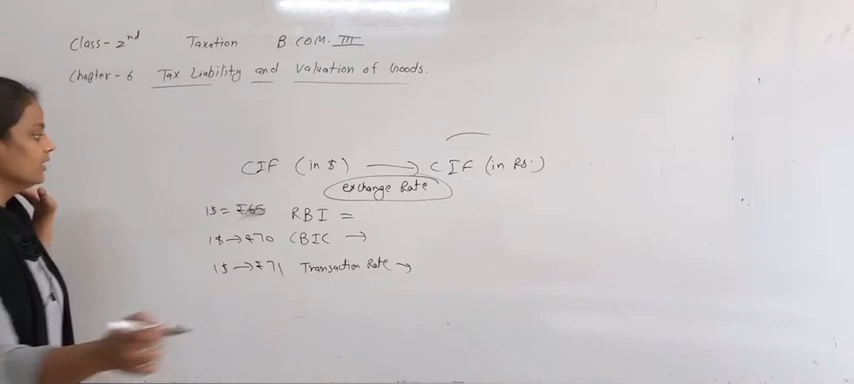 Class-2nd Taxation B.COM. III
Chapter-6 Tax Liability and Valuation of Goods.
CIF (in $) → CIF (in Rs.)
exchange Rate
1$ = ₹65 RBI =
1$ → ₹70 CBIC →
1$ → ₹71 Transaction Rate →